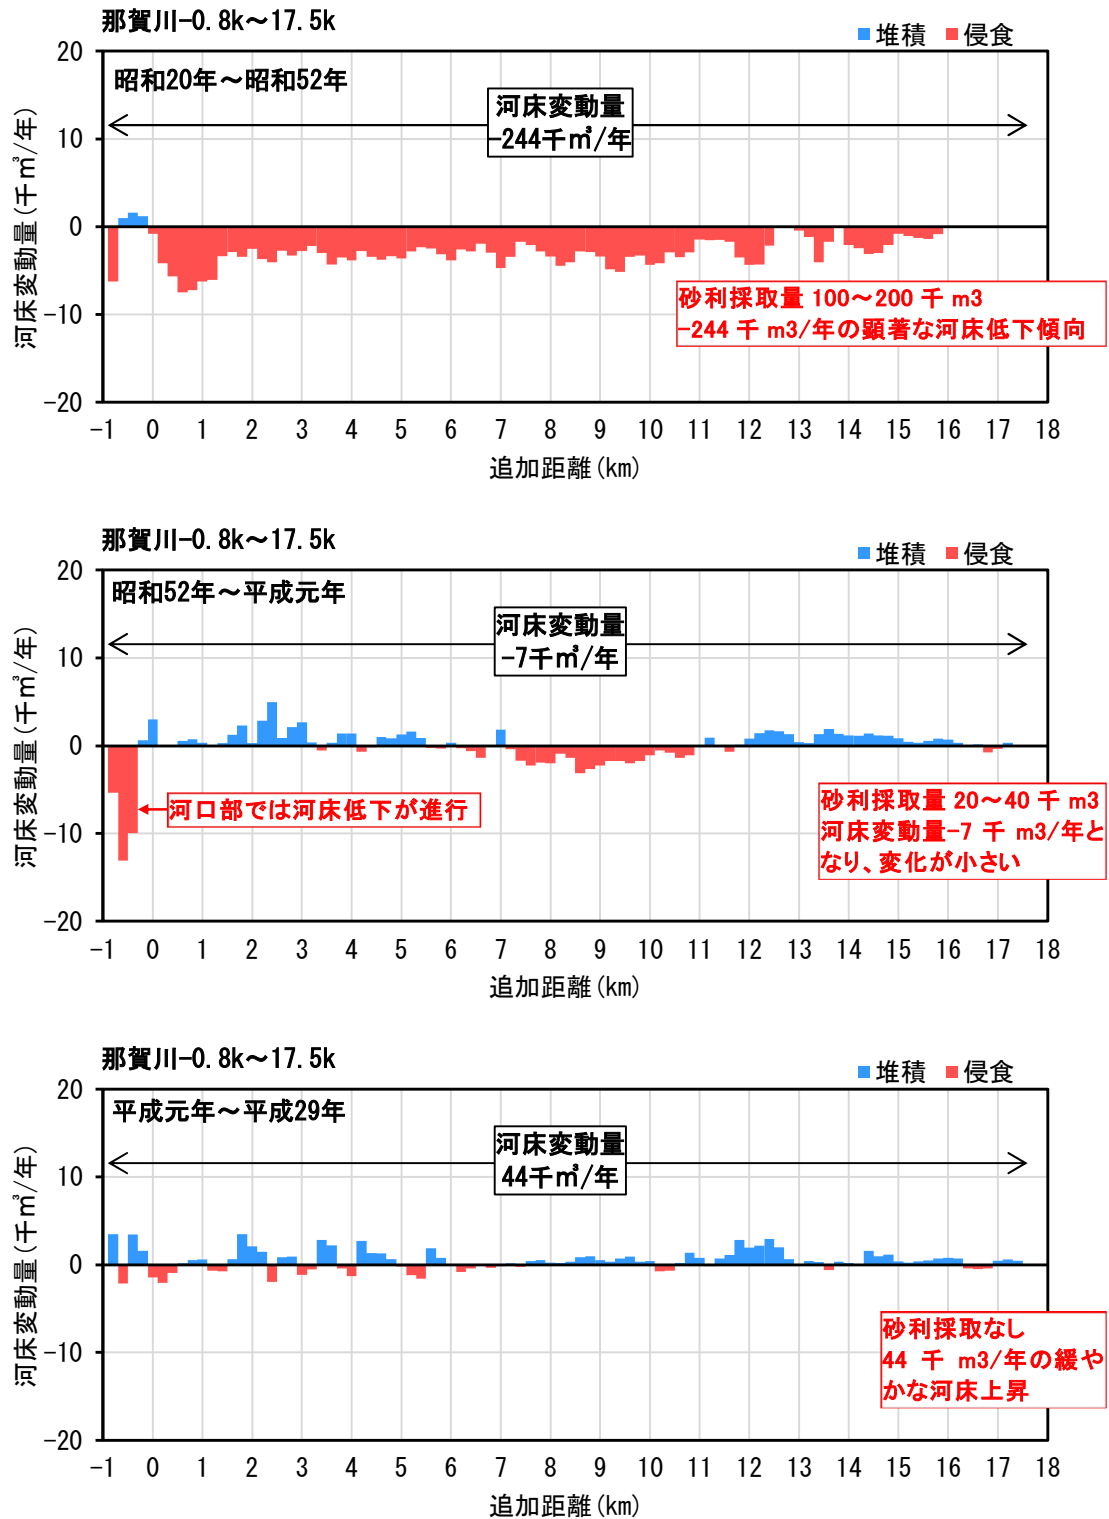 那賀川-0.8k～17.5k
堆積 侵食
昭和20年～昭和52年
河床変動量
-244千㎥/年
砂利採取量 100～200 千 m3
-244 千 m3/年の顕著な河床低下傾向
河床変動量(千㎥/年)
20
10
0
-10
-20
-1 0 1 2 3 4 5 6 7 8 9 10 11 12 13 14 15 16 17 18
追加距離(km)
那賀川-0.8k～17.5k
堆積 侵食
昭和52年～平成元年
河床変動量
-7千㎥/年
河口部では河床低下が進行
砂利採取量 20～40 千 m3
河床変動量-7 千 m3/年と
なり、変化が小さい
河床変動量(千㎥/年)
20
10
0
-10
-20
-1 0 1 2 3 4 5 6 7 8 9 10 11 12 13 14 15 16 17 18
追加距離(km)
那賀川-0.8k～17.5k
堆積 侵食
平成元年～平成29年
河床変動量
44千㎥/年
砂利採取なし
44 千 m3/年の緩や
かな河床上昇
河床変動量(千㎥/年)
20
10
0
-10
-20
-1 0 1 2 3 4 5 6 7 8 9 10 11 12 13 14 15 16 17 18
追加距離(km)